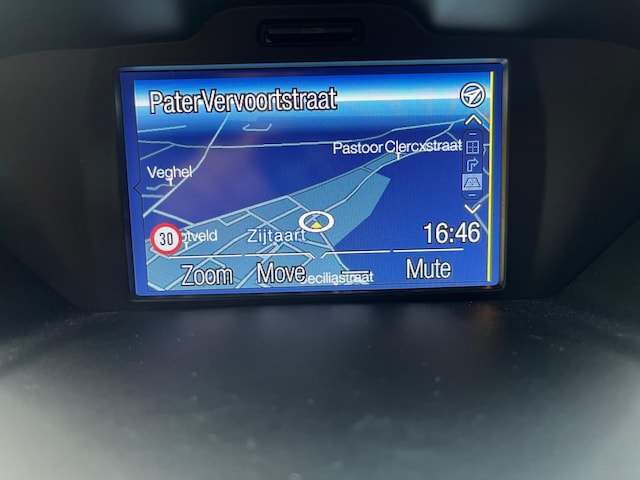 PaterVervoortstraat
Pastoor Clercxstraat
Veghel
30
Zijtaart
16:46
Zoom Move Mute